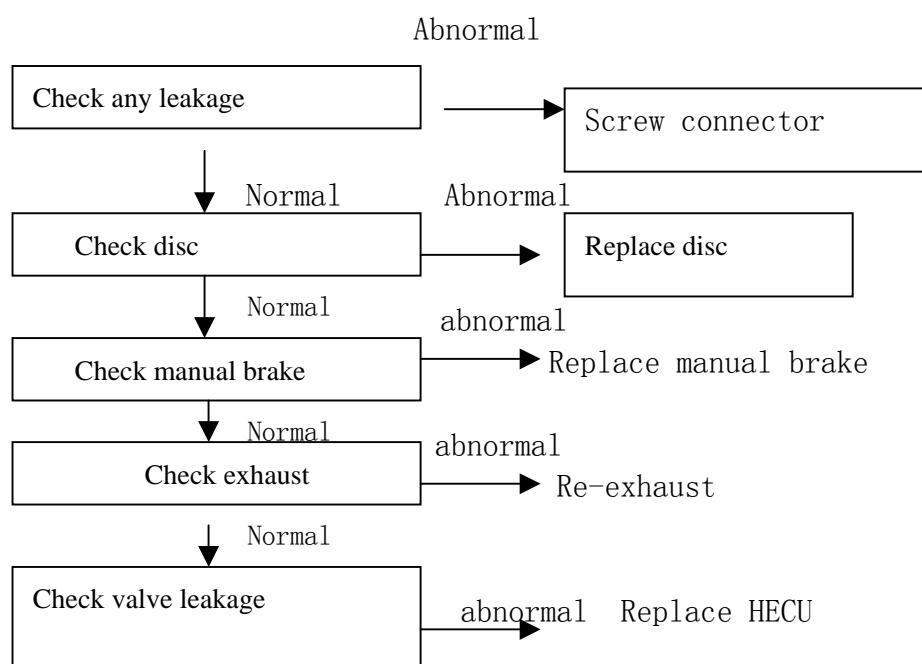 Abnormal
Check any leakage
Screw connector
Normal
Abnormal
Check disc
Replace disc
Normal
abnormal
Check manual brake
Replace manual brake
Normal
abnormal
Check exhaust
Re-exhaust
Normal
Check valve leakage
abnormal Replace HECU